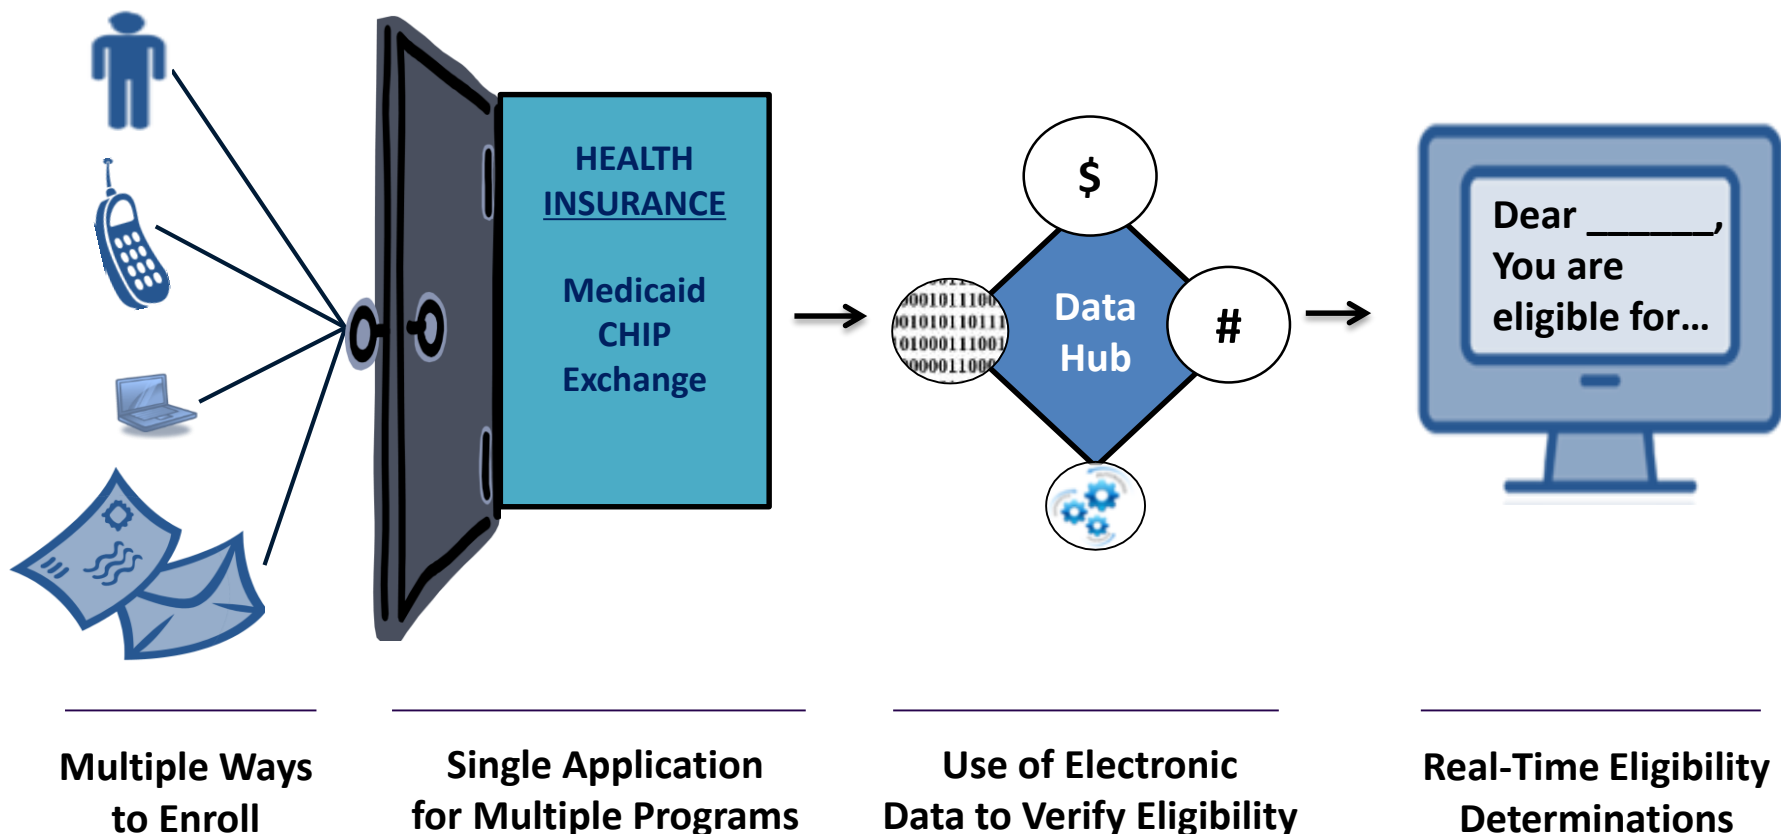 HEALTH
INSURANCE
Medicaid
CHIP
Exchange
$
Data
Hub
#
Dear ______,
You are
eligible for...
Multiple Ways
to Enroll
Single Application
for Multiple Programs
Use of Electronic
Data to Verify Eligibility
Real-Time Eligibility
Determinations